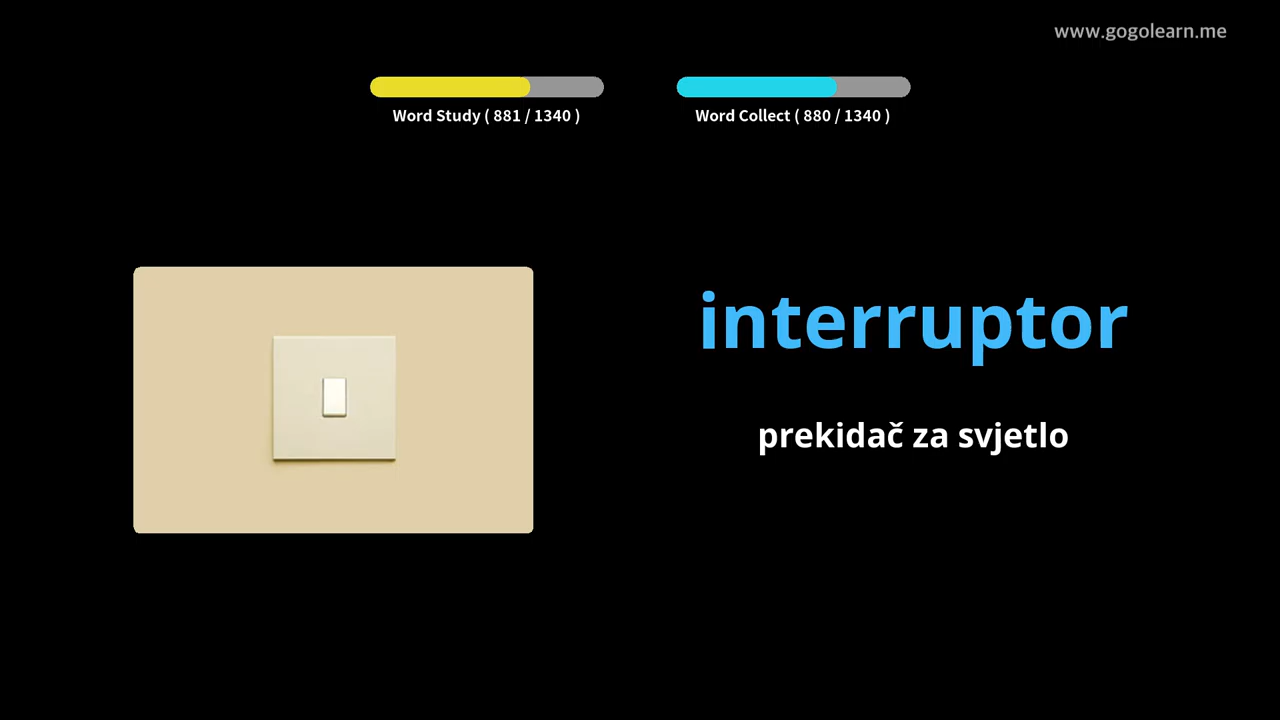 www.gogolearn.me
Word Study ( 881 / 1340 )
Word Collect ( 880 / 1340 )
interruptor
prekidač za svjetlo